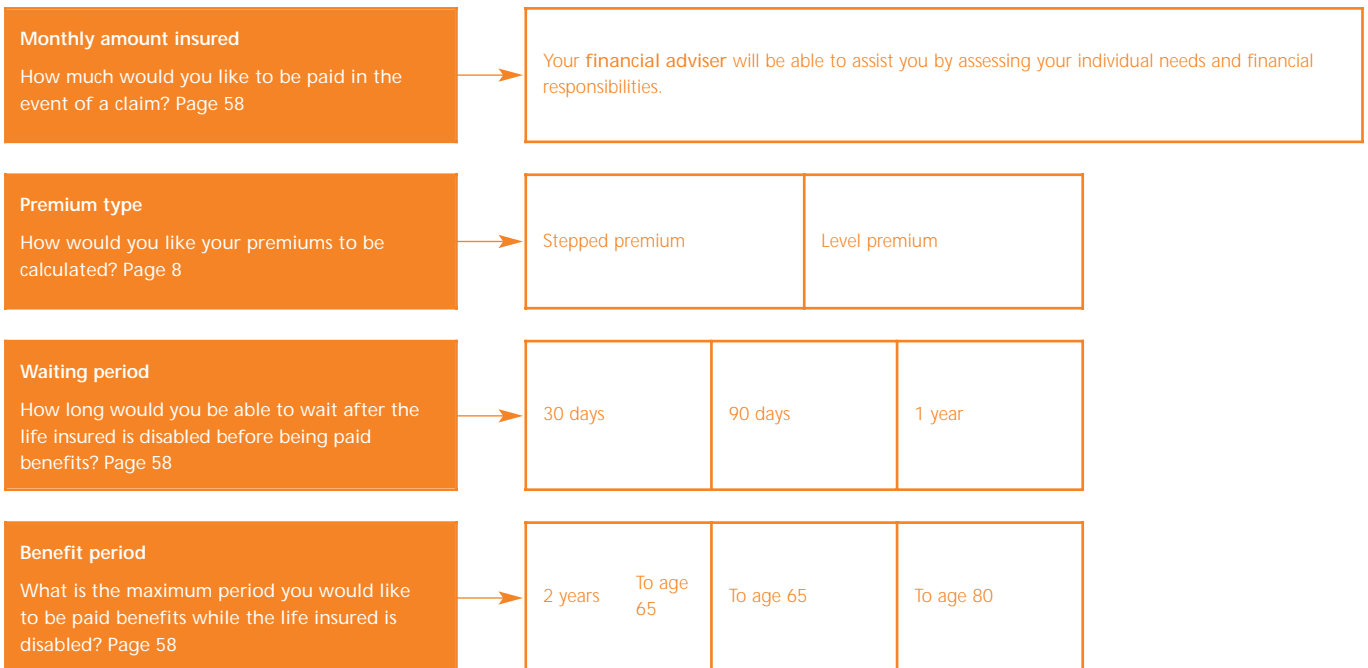 Monthly amount insured
How much would you like to be paid in the
event of a claim? Page 58
Your financial adviser will be able to assist you by assessing your individual needs and financial
responsibilities.
Premium type
How would you like your premiums to be
calculated? Page 8
Stepped premium
Level premium
Waiting period
How long would you be able to wait after the
life insured is disabled before being paid
benefits? Page 58
30 days
90 days
1 year
Benefit period
What is the maximum period you would like
to be paid benefits while the life insured is
disabled? Page 58
2 years
To age
65
To age 65
To age 80